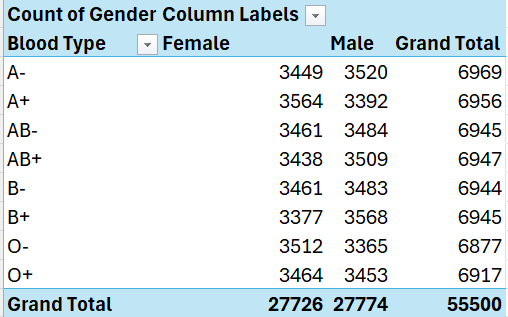 Count of Gender Column Labels
Blood Type Female Male Grand Total
A- 3449 3520 6969
A+ 3564 3392 6956
AB- 3461 3484 6945
AB+ 3438 3509 6947
B- 3461 3483 6944
B+ 3377 3568 6945
O- 3512 3365 6877
O+ 3464 3453 6917
Grand Total 27726 27774 55500